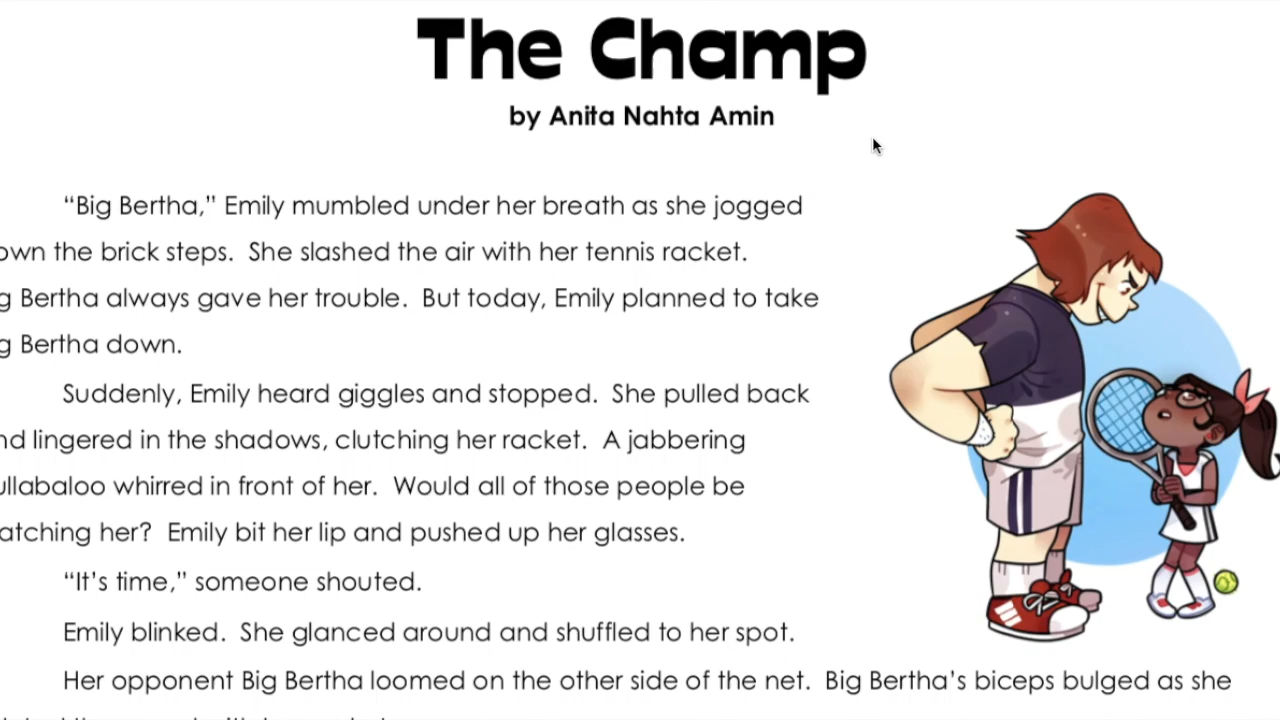 The Champ
by Anita Nahta Amin
“Big Bertha,” Emily mumbled under her breath as she jogged
the brick steps.  She slashed the air with her tennis racket.
Bertha always gave her trouble.  But today, Emily planned to take
Bertha down.
Suddenly, Emily heard giggles and stopped.  She pulled back
lingered in the shadows, clutching her racket.  A jabbering
whirred in front of her.  Would all of those people be
her?  Emily bit her lip and pushed up her glasses.
“It’s time,” someone shouted.
Emily blinked.  She glanced around and shuffled to her spot.
Her opponent Big Bertha loomed on the other side of the net.  Big Bertha’s biceps bulged as she